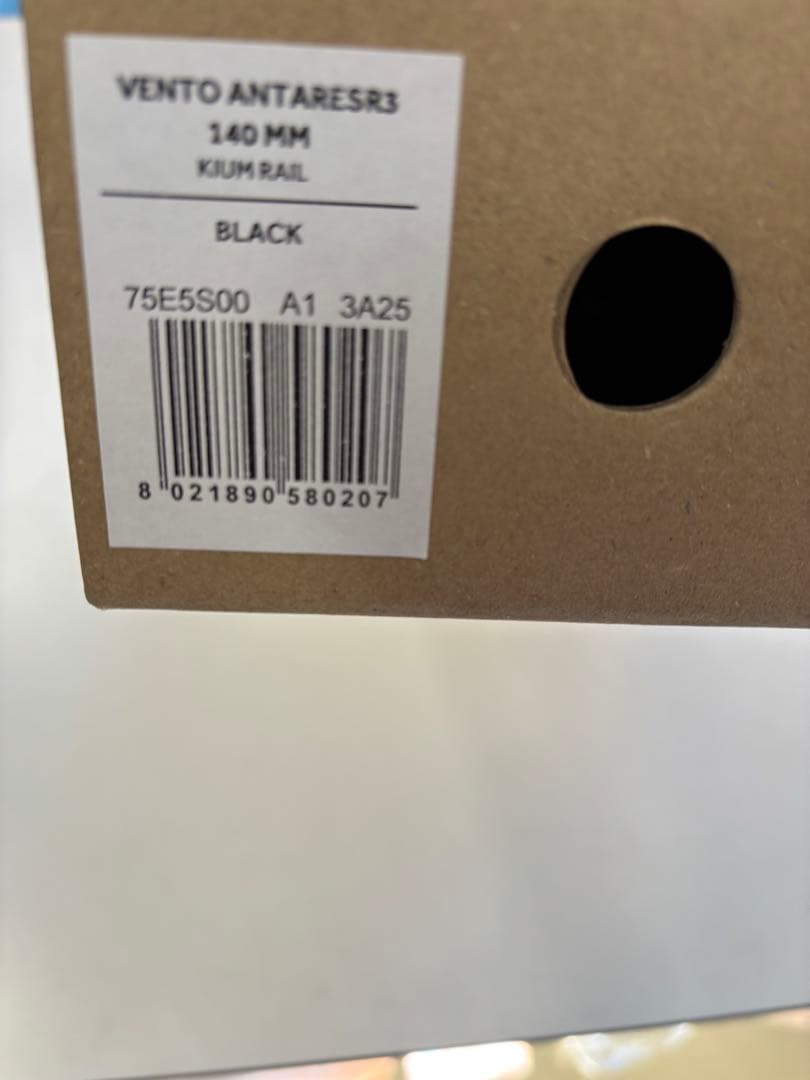 VENTO ANTARESR3
140 MM
KIUM RAIL
BLACK
75E5S00 A1 3A25
8 021890 580207